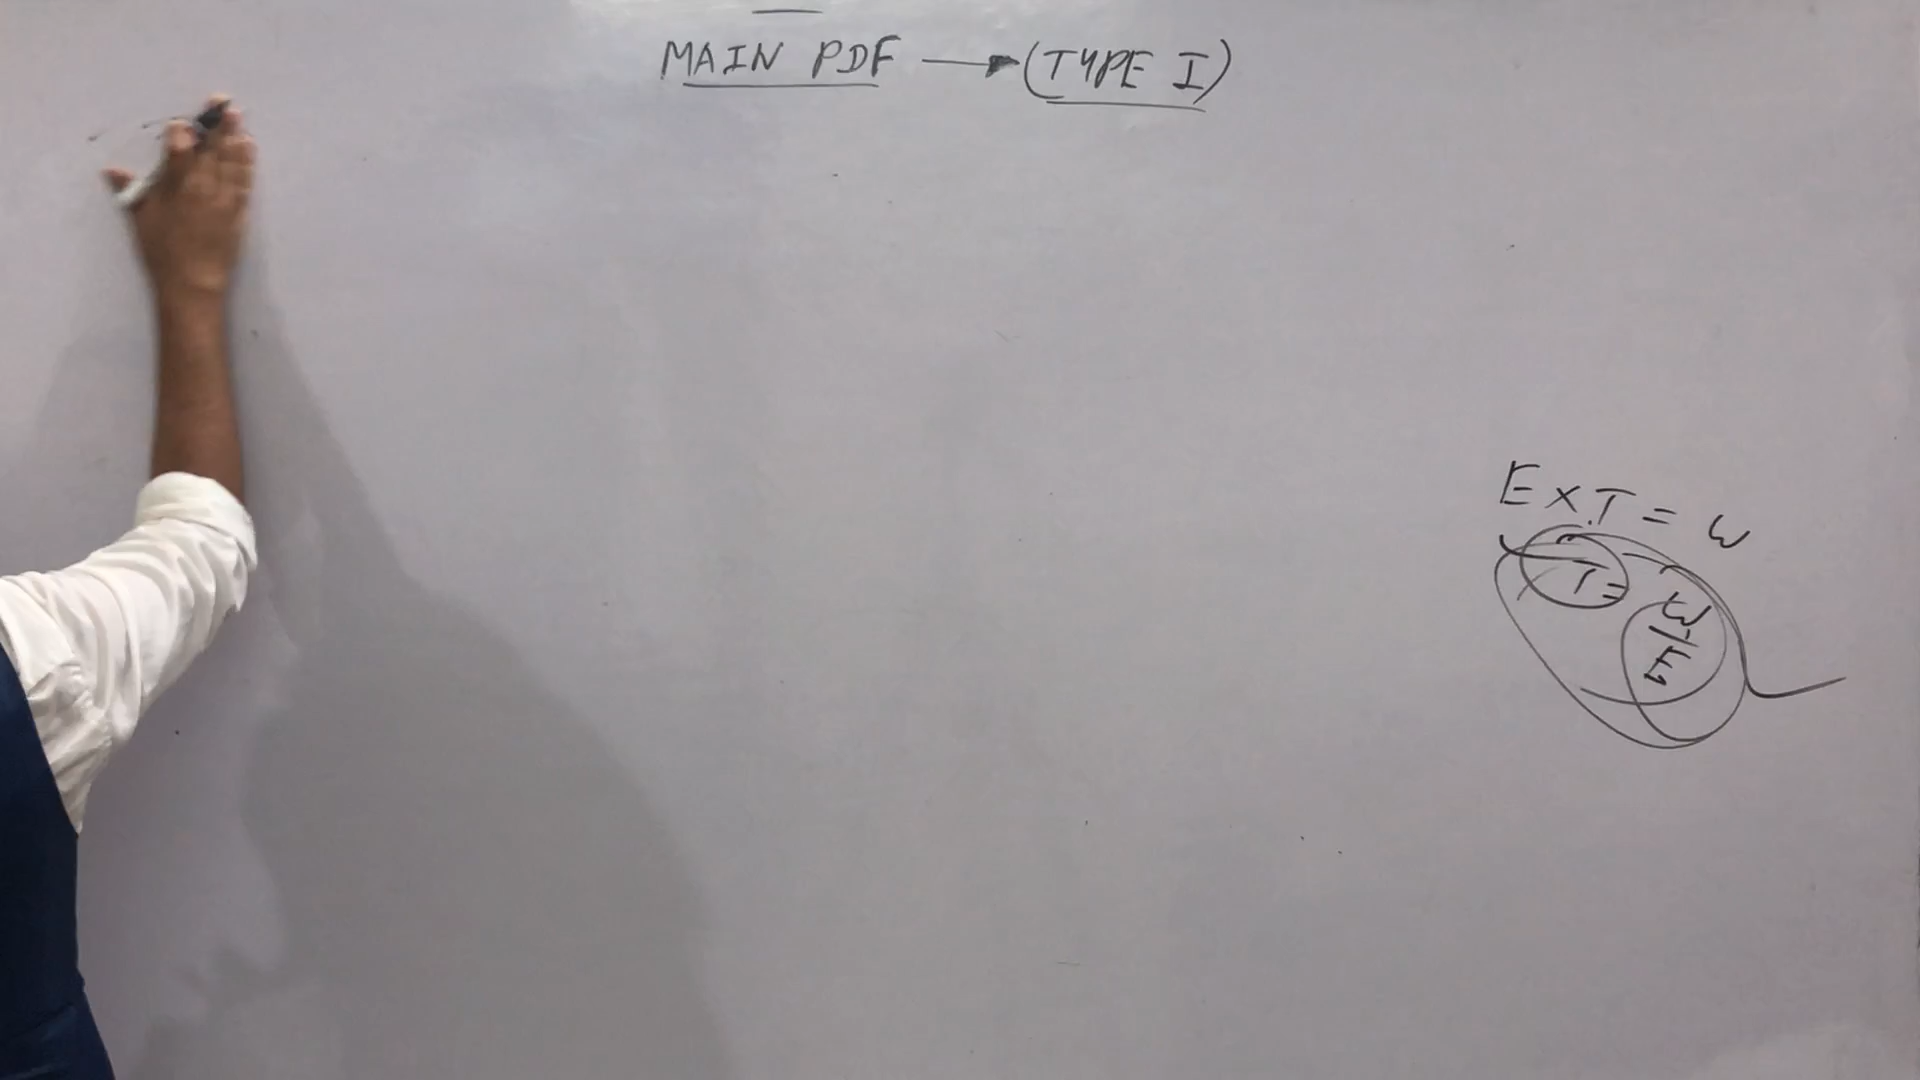 MAIN PDF → (TYPE I)
E × T = W
T = W/E